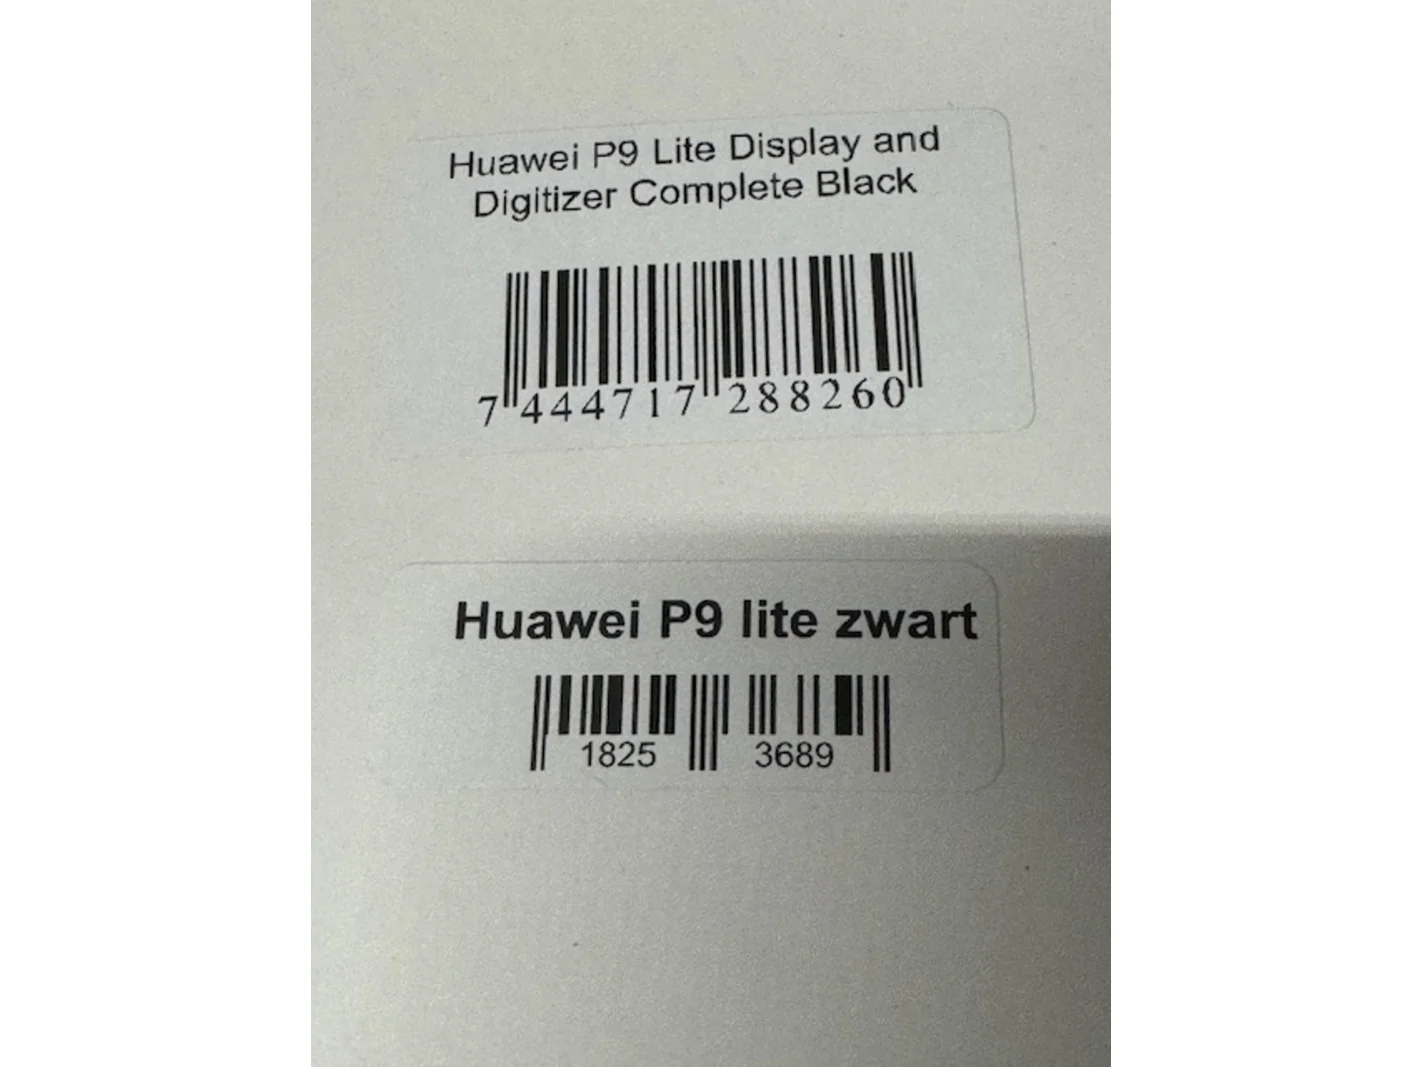 Huawei P9 Lite Display and
Digitizer Complete Black
7 444717 288260
Huawei P9 lite zwart
1825 3689